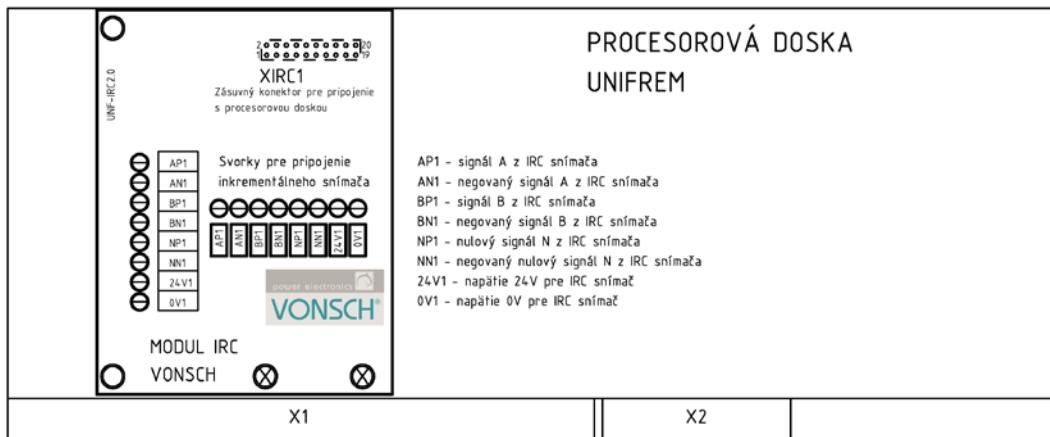 PROCESOROVÁ DOSKA
UNIFREM
2 20
1 19
XIRC1
Zásuvný konektor pre pripojenie
s procesorovou doskou
UNF-IRC2.0
Svorky pre pripojenie
inkrementálneho snímača
AP1
AN1
BP1
BN1
NP1
NN1
24V1
0V1
AP1 AN1 BP1 BN1 NP1 NN1 24V1 0V1
power electronics
VONSCH®
MODUL IRC
VONSCH
AP1 - signál A z IRC snímača
AN1 - negovaný signál A z IRC snímača
BP1 - signál B z IRC snímača
BN1 - negovaný signál B z IRC snímača
NP1 - nulový signál N z IRC snímača
NN1 - negovaný nulový signál N z IRC snímača
24V1 - napätie 24V pre IRC snímač
0V1 - napätie 0V pre IRC snímač
X1
X2